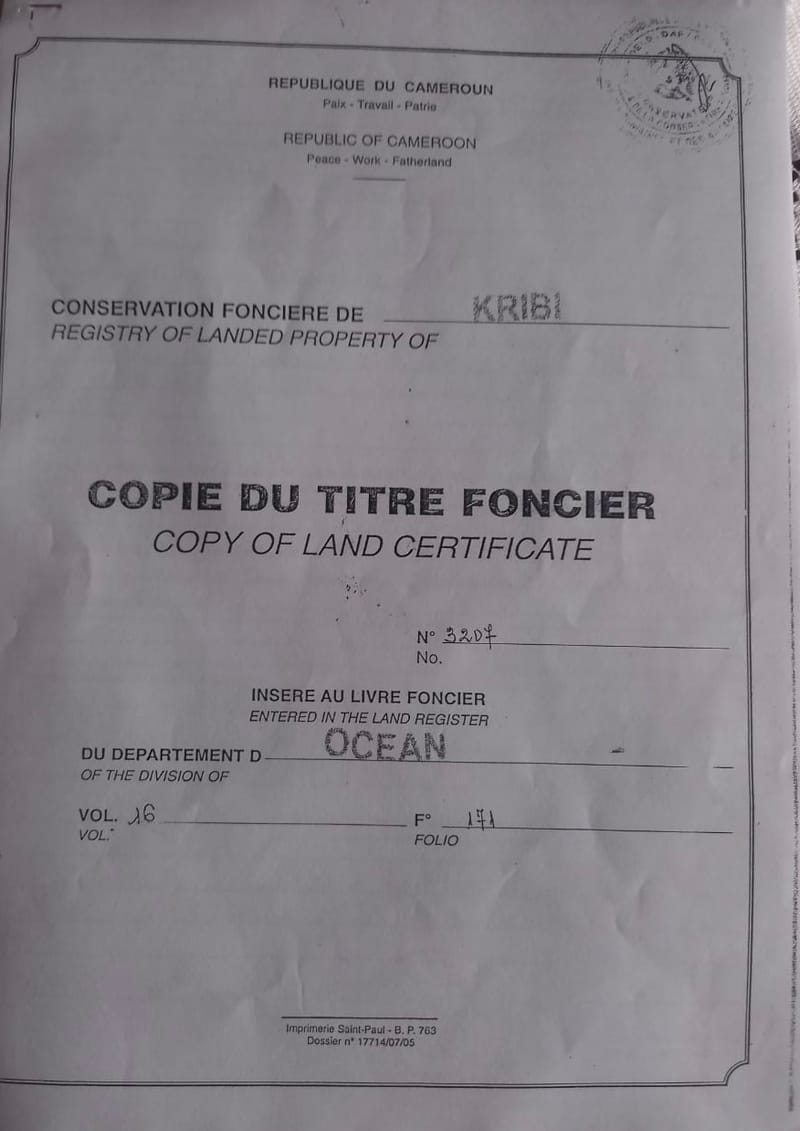 REPUBLIQUE DU CAMEROUN
Paix - Travail - Patrie
REPUBLIC OF CAMEROON
Peace - Work - Fatherland
CONSERVATION FONCIERE DE KRIBI
REGISTRY OF LANDED PROPERTY OF
COPIE DU TITRE FONCIER
COPY OF LAND CERTIFICATE
N° 3207
No.
INSERE AU LIVRE FONCIER
ENTERED IN THE LAND REGISTER
DU DEPARTEMENT D OCEAN
OF THE DIVISION OF
VOL. 16 F° 171
VOL. FOLIO
Imprimerie Saint-Paul - B. P. 763
Dossier n° 17714/07/05